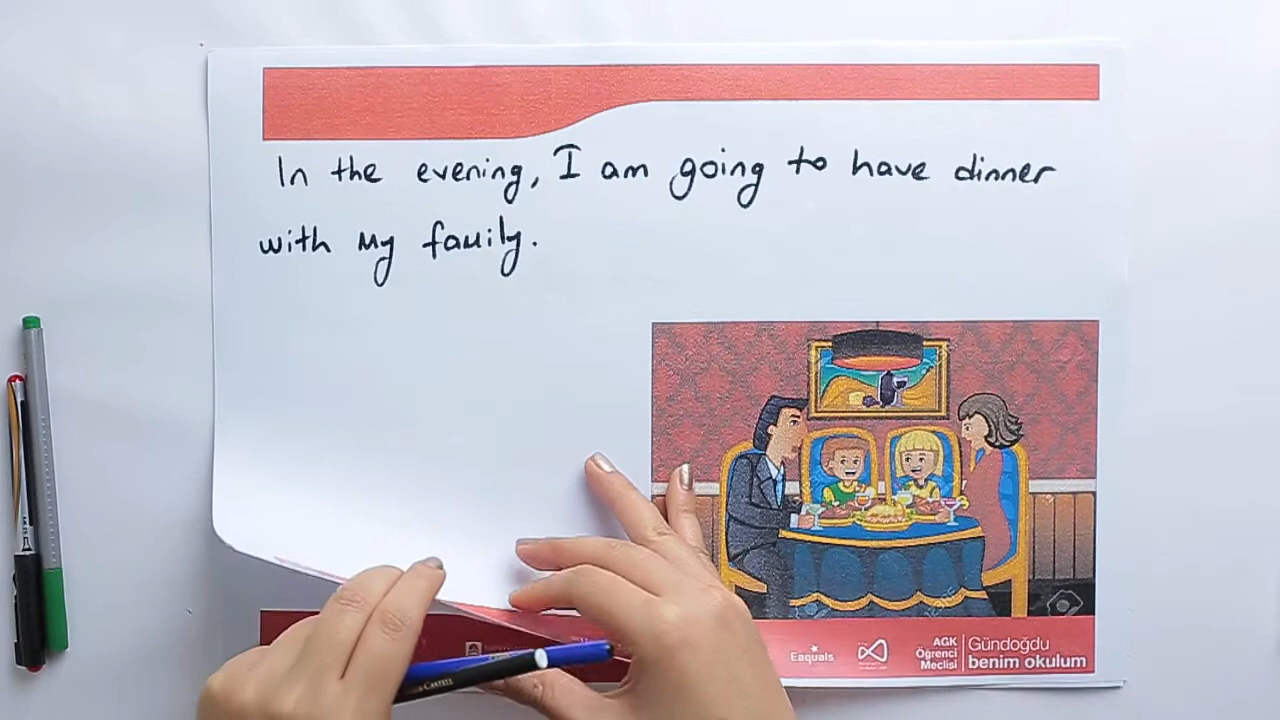 In the evening, I am going to have dinner
with my family.
Eaquals
AGK
Öğrenci
Meclisi
Gündoğdu
benim okulum